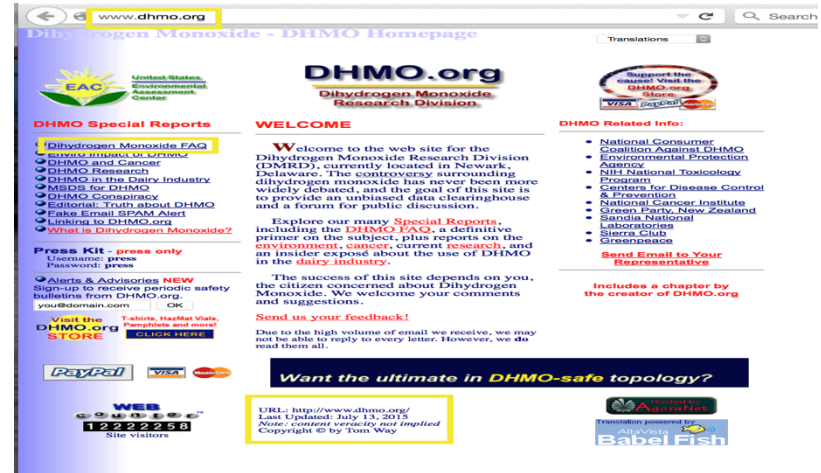 www.dhmo.org
Search
Dihydrogen Monoxide - DHMO Homepage
Translations
EAC
United States
Environmental
Assessment
Center
DHMO.org
Dihydrogen Monoxide
Research Division
Support the
cause! Visit the
DHMO.org
Store
VISA PayPal
DHMO Special Reports
Dihydrogen Monoxide FAQ
Enviro Impact of DHMO
DHMO and Cancer
DHMO Research
DHMO in the Dairy Industry
MSDS for DHMO
DHMO Conspiracy
Editorial: Truth about DHMO
Fake Email SPAM Alert
Linking to DHMO.org
What is Dihydrogen Monoxide?
Press Kit - press only
Username: press
Password: press
Alerts & Advisories NEW
Sign-up to receive periodic safety
bulletins from DHMO.org.
you@domain.com OK
Visit the
DHMO.org
STORE
T-shirts, HazMat Vials,
Pamphlets and more!
CLICK HERE
PayPal VISA MasterCard
WEB
counter
12222258
Site visitors
WELCOME
Welcome to the web site for the
Dihydrogen Monoxide Research Division
(DMRD), currently located in Newark,
Delaware. The controversy surrounding
dihydrogen monoxide has never been more
widely debated, and the goal of this site is
to provide an unbiased data clearinghouse
and a forum for public discussion.
Explore our many Special Reports,
including the DHMO FAQ, a definitive
primer on the subject, plus reports on the
environment, cancer, current research, and
an insider exposé about the use of DHMO
in the dairy industry.
The success of this site depends on you,
the citizen concerned about Dihydrogen
Monoxide. We welcome your comments
and suggestions.
Send us your feedback!
Due to the high volume of email we receive, we may
not be able to reply to every letter. However, we do
read them all.
DHMO Related Info:
National Consumer
Coalition Against DHMO
Environmental Protection
Agency
NIH National Toxicology
Program
Centers for Disease Control
& Prevention
National Cancer Institute
Green Party, New Zealand
Sandia National
Laboratories
Sierra Club
Greenpeace
Send Email to Your
Representative
Includes a chapter by
the creator of DHMO.org
Want the ultimate in DHMO-safe topology?
URL: http://www.dhmo.org/
Last Updated: July 13, 2015
Note: content veracity not implied
Copyright © by Tom Way
Hosted by
AgoraNet
Translation powered by
AltaVista
Babel Fish